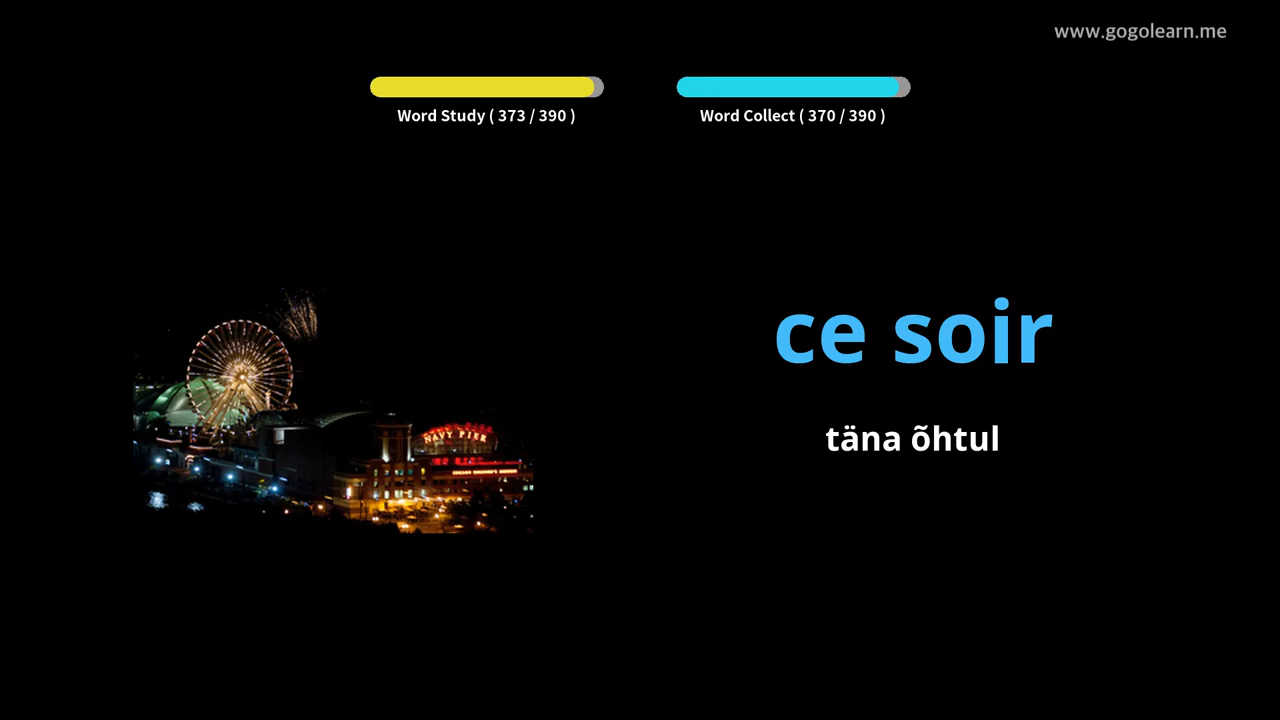 www.gogolearn.me
Word Study ( 373 / 390 )
Word Collect ( 370 / 390 )
ce soir
täna õhtul
NAVY PIER